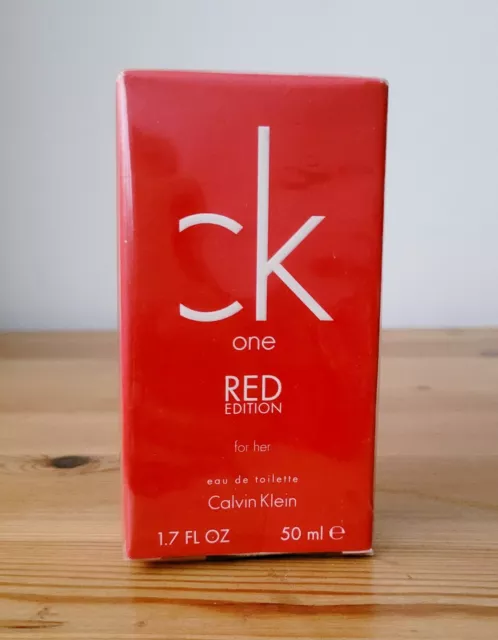 ck
one
RED
EDITION
for her
eau de toilette
Calvin Klein
1.7 FL OZ 50 ml ℮